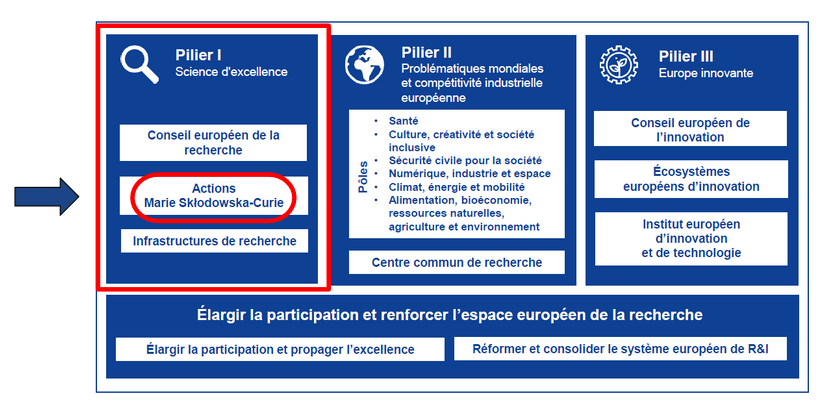 Pilier I
Science d'excellence
Conseil européen de la
recherche
Actions
Marie Skłodowska-Curie
Infrastructures de recherche
Pilier II
Problématiques mondiales
et compétitivité industrielle
européenne
Pôles
• Santé
• Culture, créativité et société
inclusive
• Sécurité civile pour la société
• Numérique, industrie et espace
• Climat, énergie et mobilité
• Alimentation, bioéconomie,
ressources naturelles,
agriculture et environnement
Centre commun de recherche
Pilier III
Europe innovante
Conseil européen de
l'innovation
Écosystèmes
européens d'innovation
Institut européen
d'innovation
et de technologie
Élargir la participation et renforcer l'espace européen de la recherche
Élargir la participation et propager l'excellence
Réformer et consolider le système européen de R&I